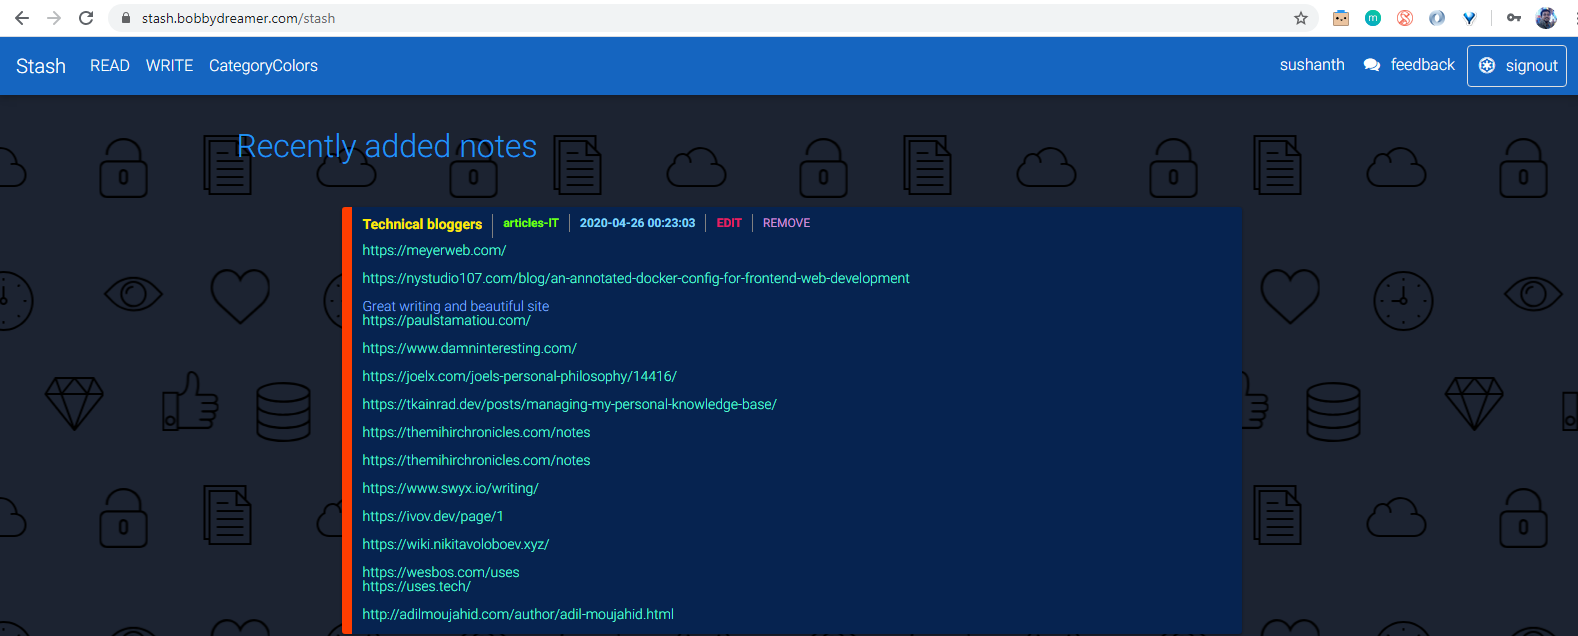 stash.bobbydreamer.com/stash
Stash READ WRITE CategoryColors sushanth feedback signout
Recently added notes
Technical bloggers articles-IT 2020-04-26 00:23:03 EDIT REMOVE
https://meyerweb.com/
https://nystudio107.com/blog/an-annotated-docker-config-for-frontend-web-development
Great writing and beautiful site
https://paulstamatiou.com/
https://www.damninteresting.com/
https://joelx.com/joels-personal-philosophy/14416/
https://tkainrad.dev/posts/managing-my-personal-knowledge-base/
https://themihirchronicles.com/notes
https://themihirchronicles.com/notes
https://www.swyx.io/writing/
https://ivov.dev/page/1
https://wiki.nikitavoloboev.xyz/
https://wesbos.com/uses
https://uses.tech/
http://adilmoujahid.com/author/adil-moujahid.html